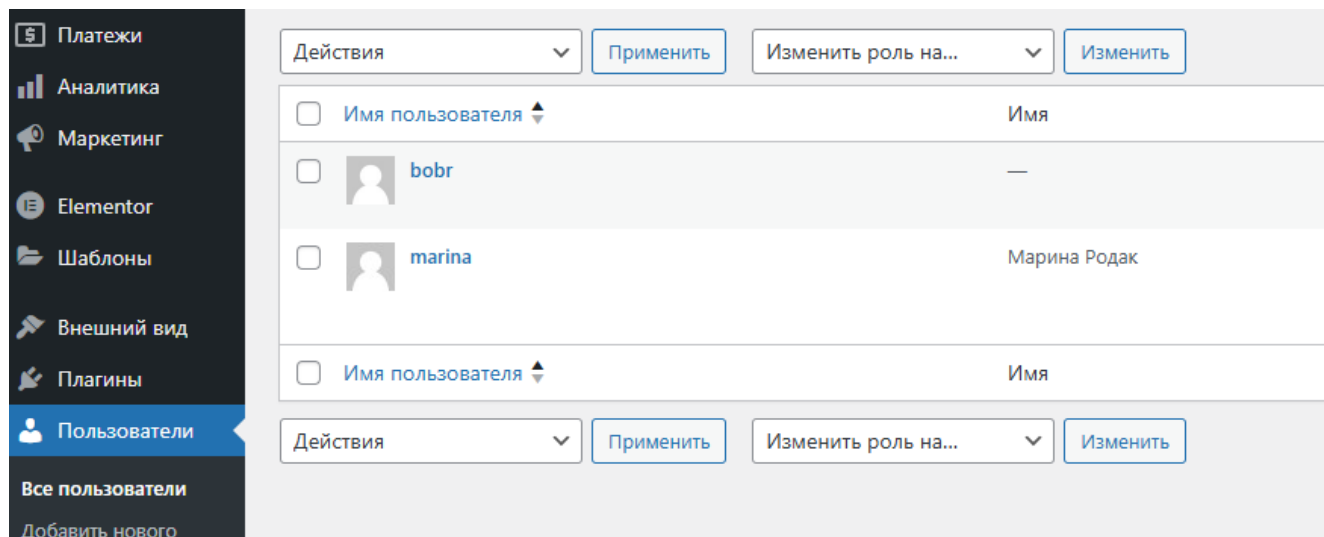 Платежи
Аналитика
Маркетинг
Elementor
Шаблоны
Внешний вид
Плагины
Пользователи
Все пользователи
Добавить нового
Действия Применить Изменить роль на... Изменить
Имя пользователя Имя
bobr —
marina Марина Родак
Имя пользователя Имя
Действия Применить Изменить роль на... Изменить